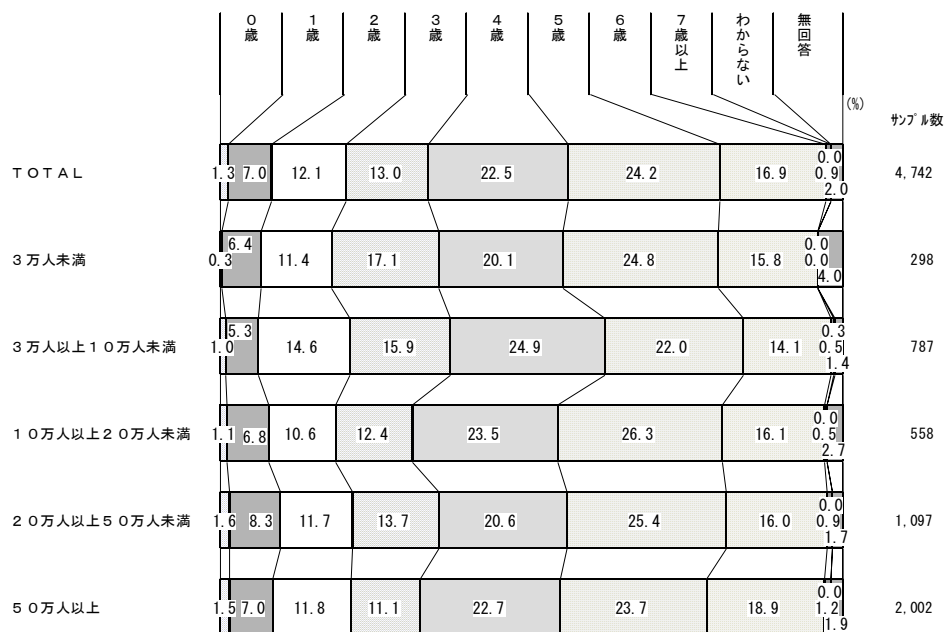 ０歳
１歳
２歳
３歳
４歳
５歳
６歳
７歳以上
わからない
無回答
(%)
ｻﾝﾌﾟﾙ数
ＴＯＴＡＬ 1.3 7.0 12.1 13.0 22.5 24.2 16.9 0.0 0.9 2.0 4,742
３万人未満 0.3 6.4 11.4 17.1 20.1 24.8 15.8 0.0 0.0 4.0 298
３万人以上１０万人未満 1.0 5.3 14.6 15.9 24.9 22.0 14.1 0.3 0.5 1.4 787
１０万人以上２０万人未満 1.1 6.8 10.6 12.4 23.5 26.3 16.1 0.0 0.5 2.7 558
２０万人以上５０万人未満 1.6 8.3 11.7 13.7 20.6 25.4 16.0 0.0 0.9 1.7 1,097
５０万人以上 1.5 7.0 11.8 11.1 22.7 23.7 18.9 0.0 1.2 1.9 2,002